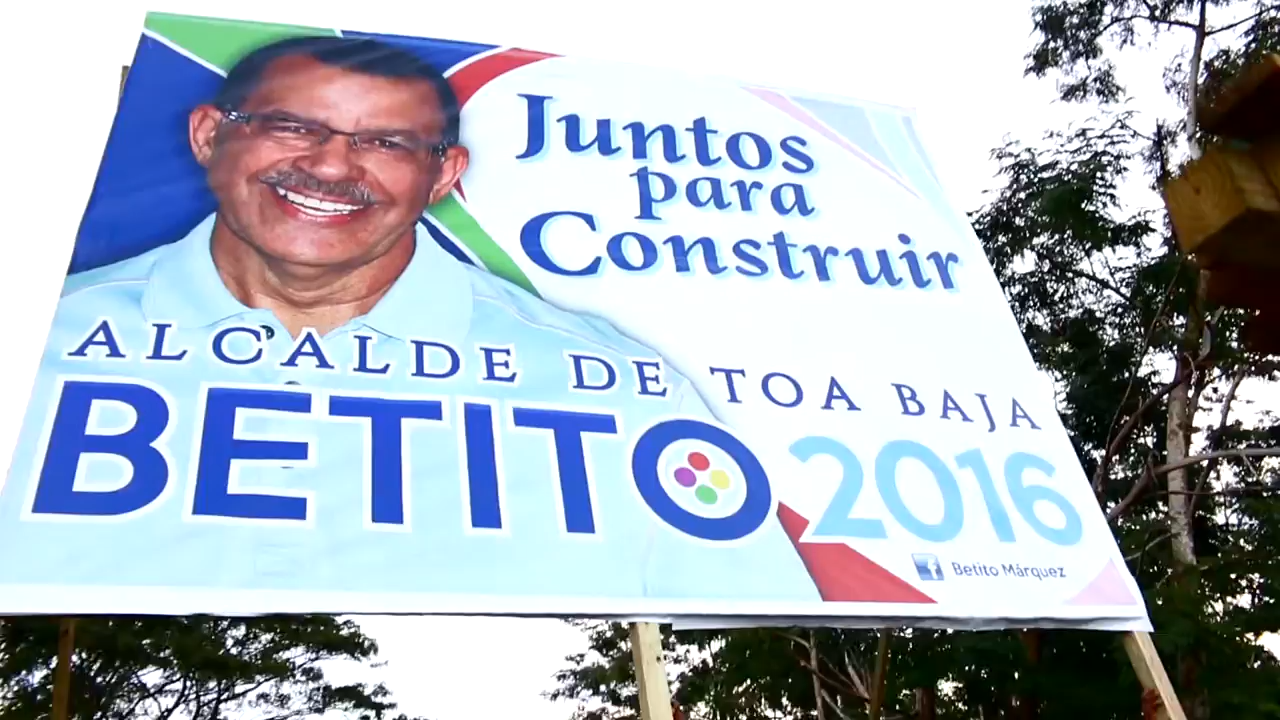 Juntos
para
Construir
ALCALDE DE TOA BAJA
BETITO 2016
Betito Márquez